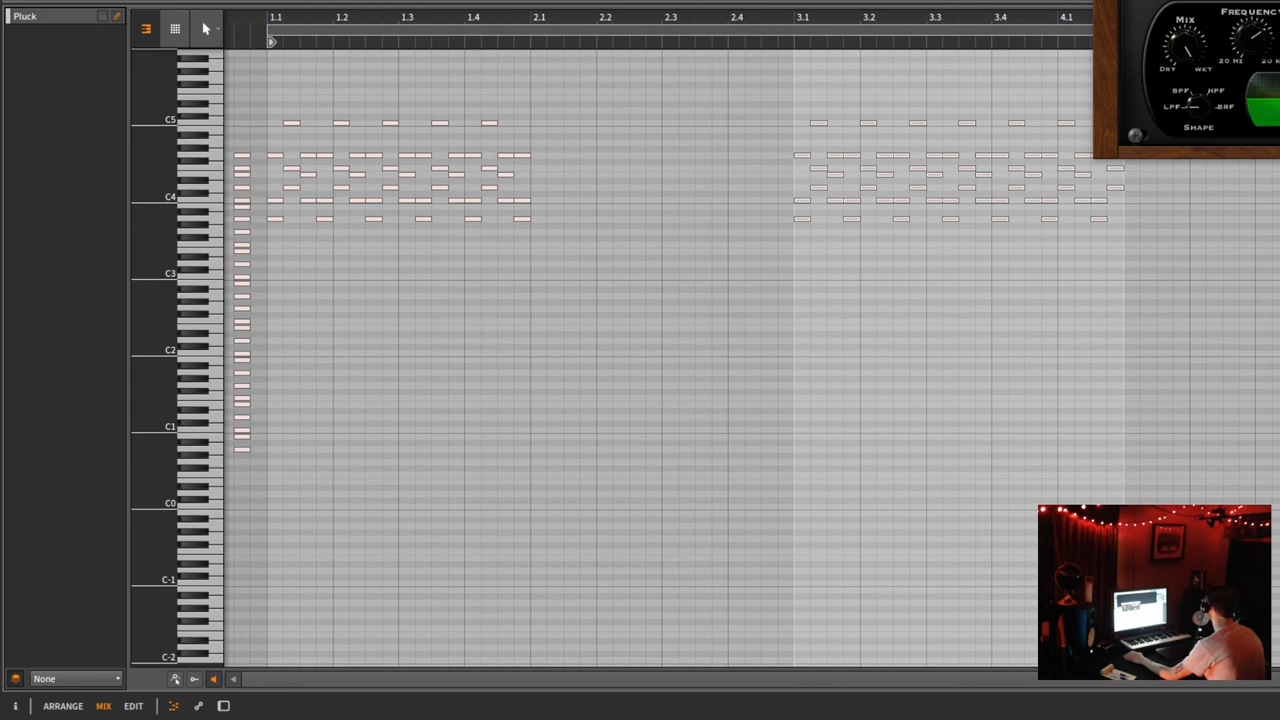 Pluck
1.1 1.2 1.3 1.4 2.1 2.2 2.3 2.4 3.1 3.2 3.3 3.4 4.1
C5
C4
C3
C2
C1
C0
C-1
C-2
Mix
DRY WET
FREQUENCY
20 Hz 20 K
BPF HPF
LPF BRF
SHAPE
None
i ARRANGE MIX EDIT